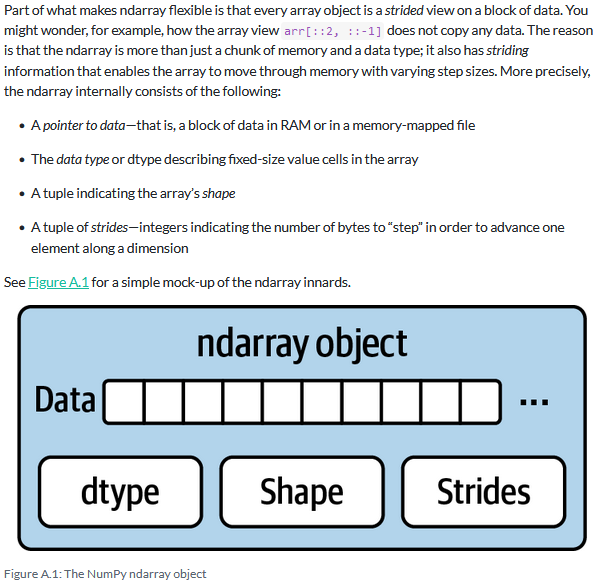 Part of what makes ndarray flexible is that every array object is a strided view on a block of data. You
might wonder, for example, how the array view arr[::2, ::-1] does not copy any data. The reason
is that the ndarray is more than just a chunk of memory and a data type; it also has striding
information that enables the array to move through memory with varying step sizes. More precisely,
the ndarray internally consists of the following:
• A pointer to data—that is, a block of data in RAM or in a memory-mapped file
• The data type or dtype describing fixed-size value cells in the array
• A tuple indicating the array’s shape
• A tuple of strides—integers indicating the number of bytes to “step” in order to advance one
element along a dimension
See Figure A.1 for a simple mock-up of the ndarray innards.
ndarray object
Data ...
dtype Shape Strides
Figure A.1: The NumPy ndarray object